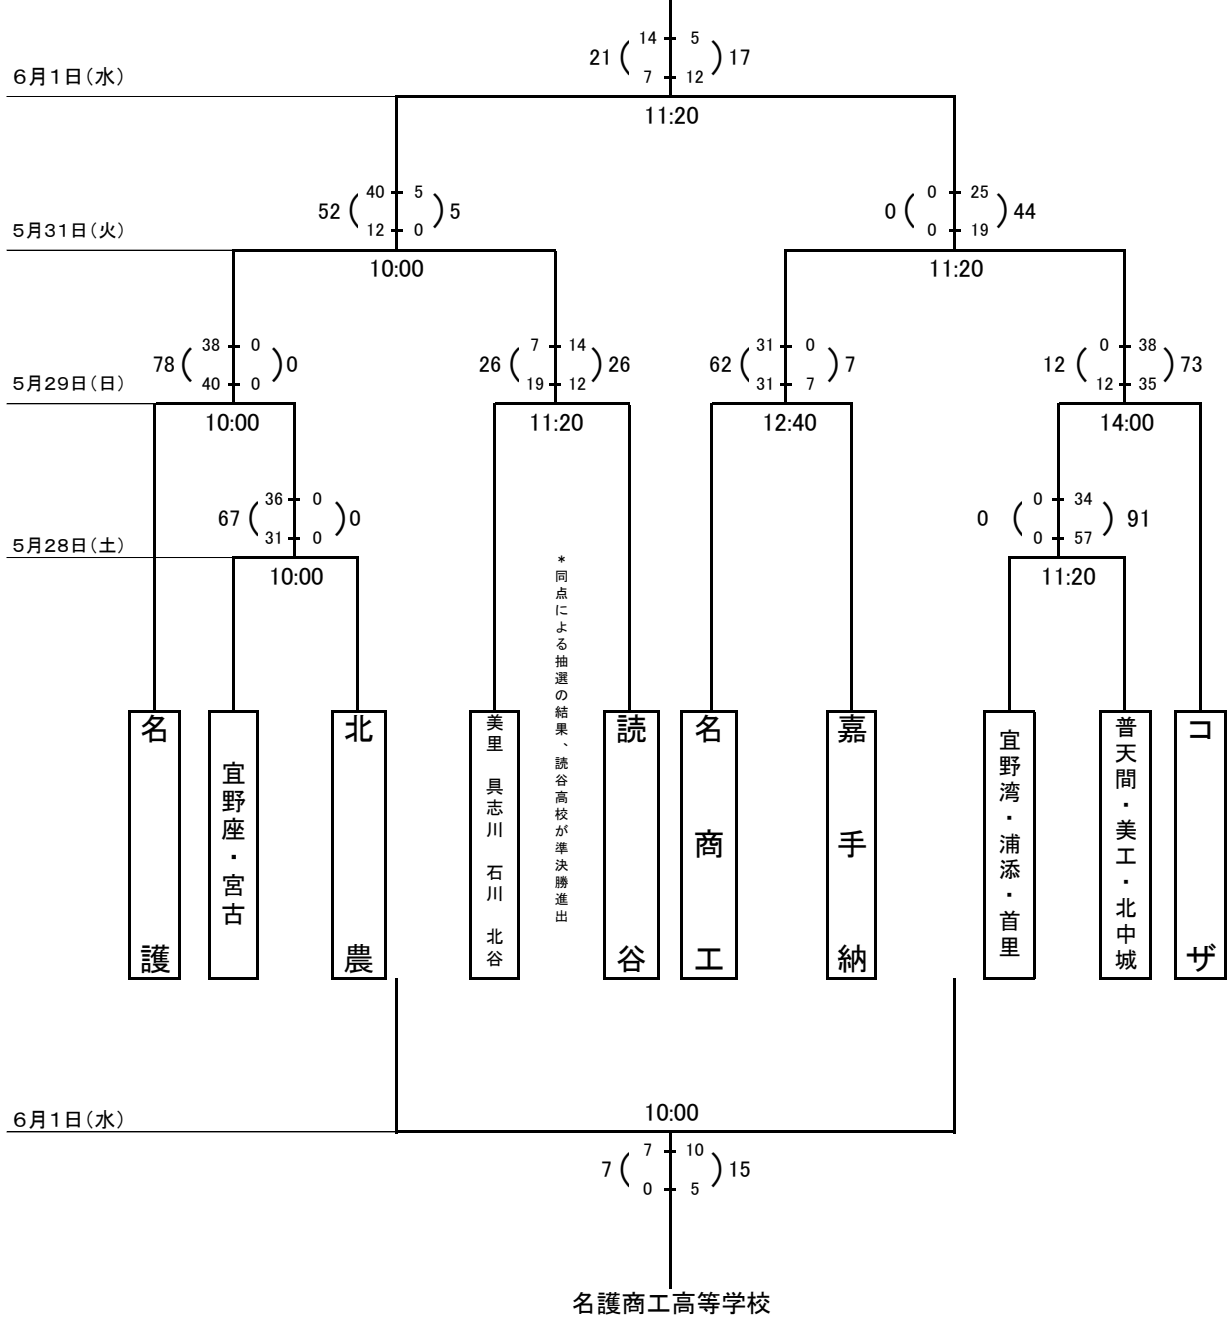 14 5
21 ( ) 17
7 12
6月1日(水)
11:20
40 5 0 25
52 ( ) 5 0 ( ) 44
12 0 0 19
5月31日(火)
10:00 11:20
38 0 7 14 31 0 0 38
78 ( ) 0 26 ( ) 26 62 ( ) 7 12 ( ) 73
40 0 19 12 31 7 12 35
5月29日(日)
10:00 11:20 12:40 14:00
36 0 0 34
67 ( ) 0 0 ( ) 91
31 0 0 57
5月28日(土)
10:00 11:20
*同点による抽選の結果、読谷高校が準決勝進出
名護
宜野座・宮古
北農
美里 具志川 石川 北谷
読谷
名商工
嘉手納
宜野湾・浦添・首里
普天間・美工・北中城
コザ
10:00
6月1日(水)
7 10
7 ( ) 15
0 5
名護商工高等学校